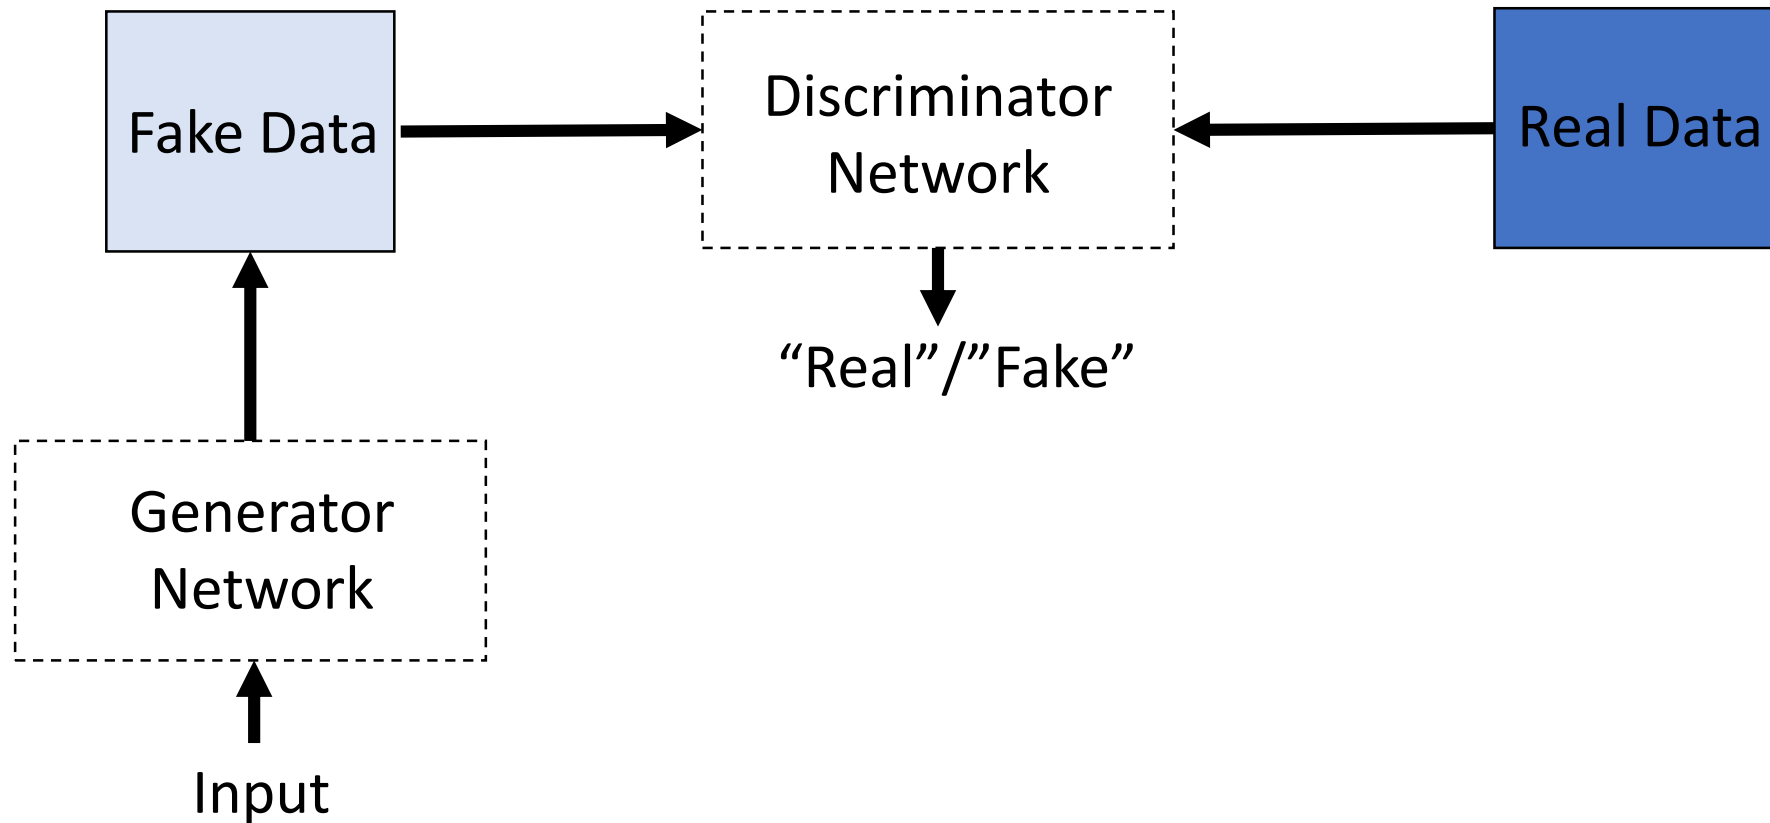 Fake Data
Discriminator
Network
Real Data
“Real”/”Fake”
Generator
Network
Input